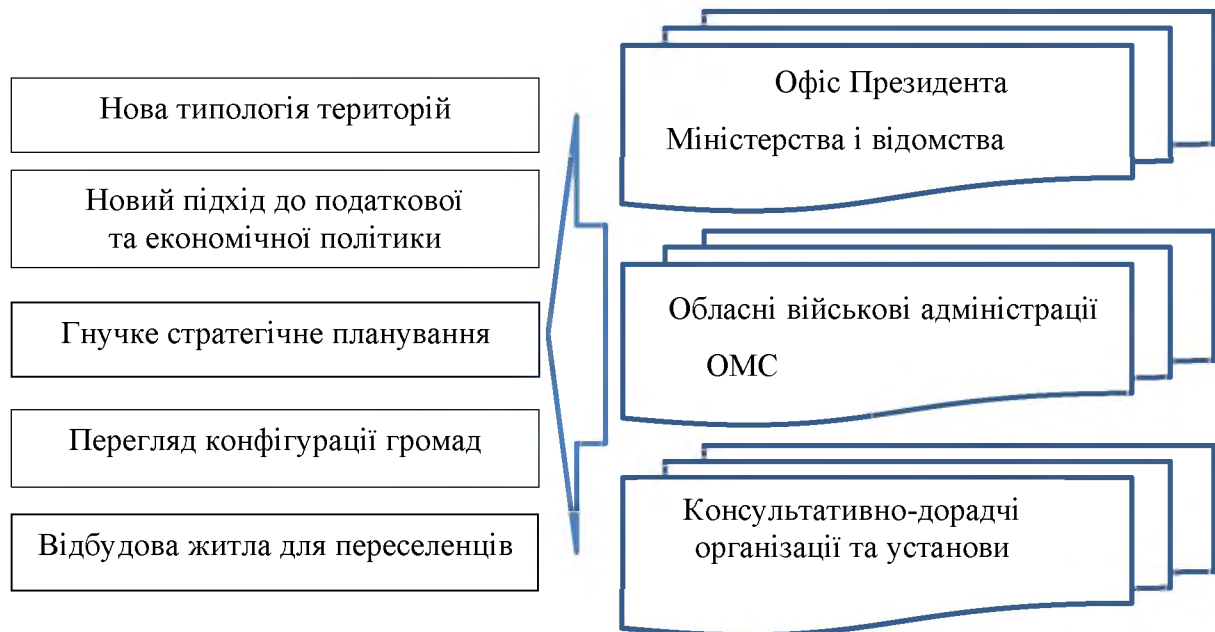 Нова типологія територій
Новий підхід до податкової
та економічної політики
Гнучке стратегічне планування
Перегляд конфігурації громад
Відбудова житла для переселенців
Офіс Президента
Міністерства і відомства
Обласні військові адміністрації
ОМС
Консультативно-дорадчі
організації та установи